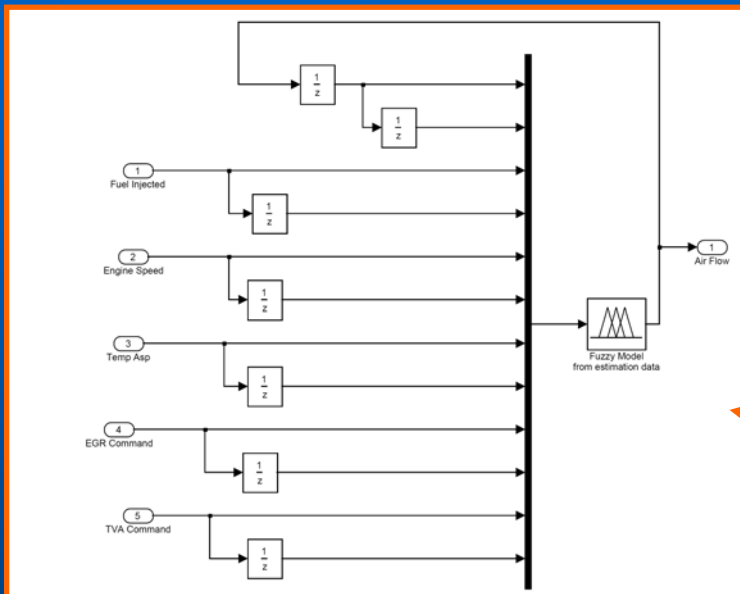 1
z
1
z
1
Fuel Injected
1
z
2
Engine Speed
1
z
1
Air Flow
3
Temp Asp
Fuzzy Model
from estimation data
1
z
4
EGR Command
1
z
5
TVA Command
1
z